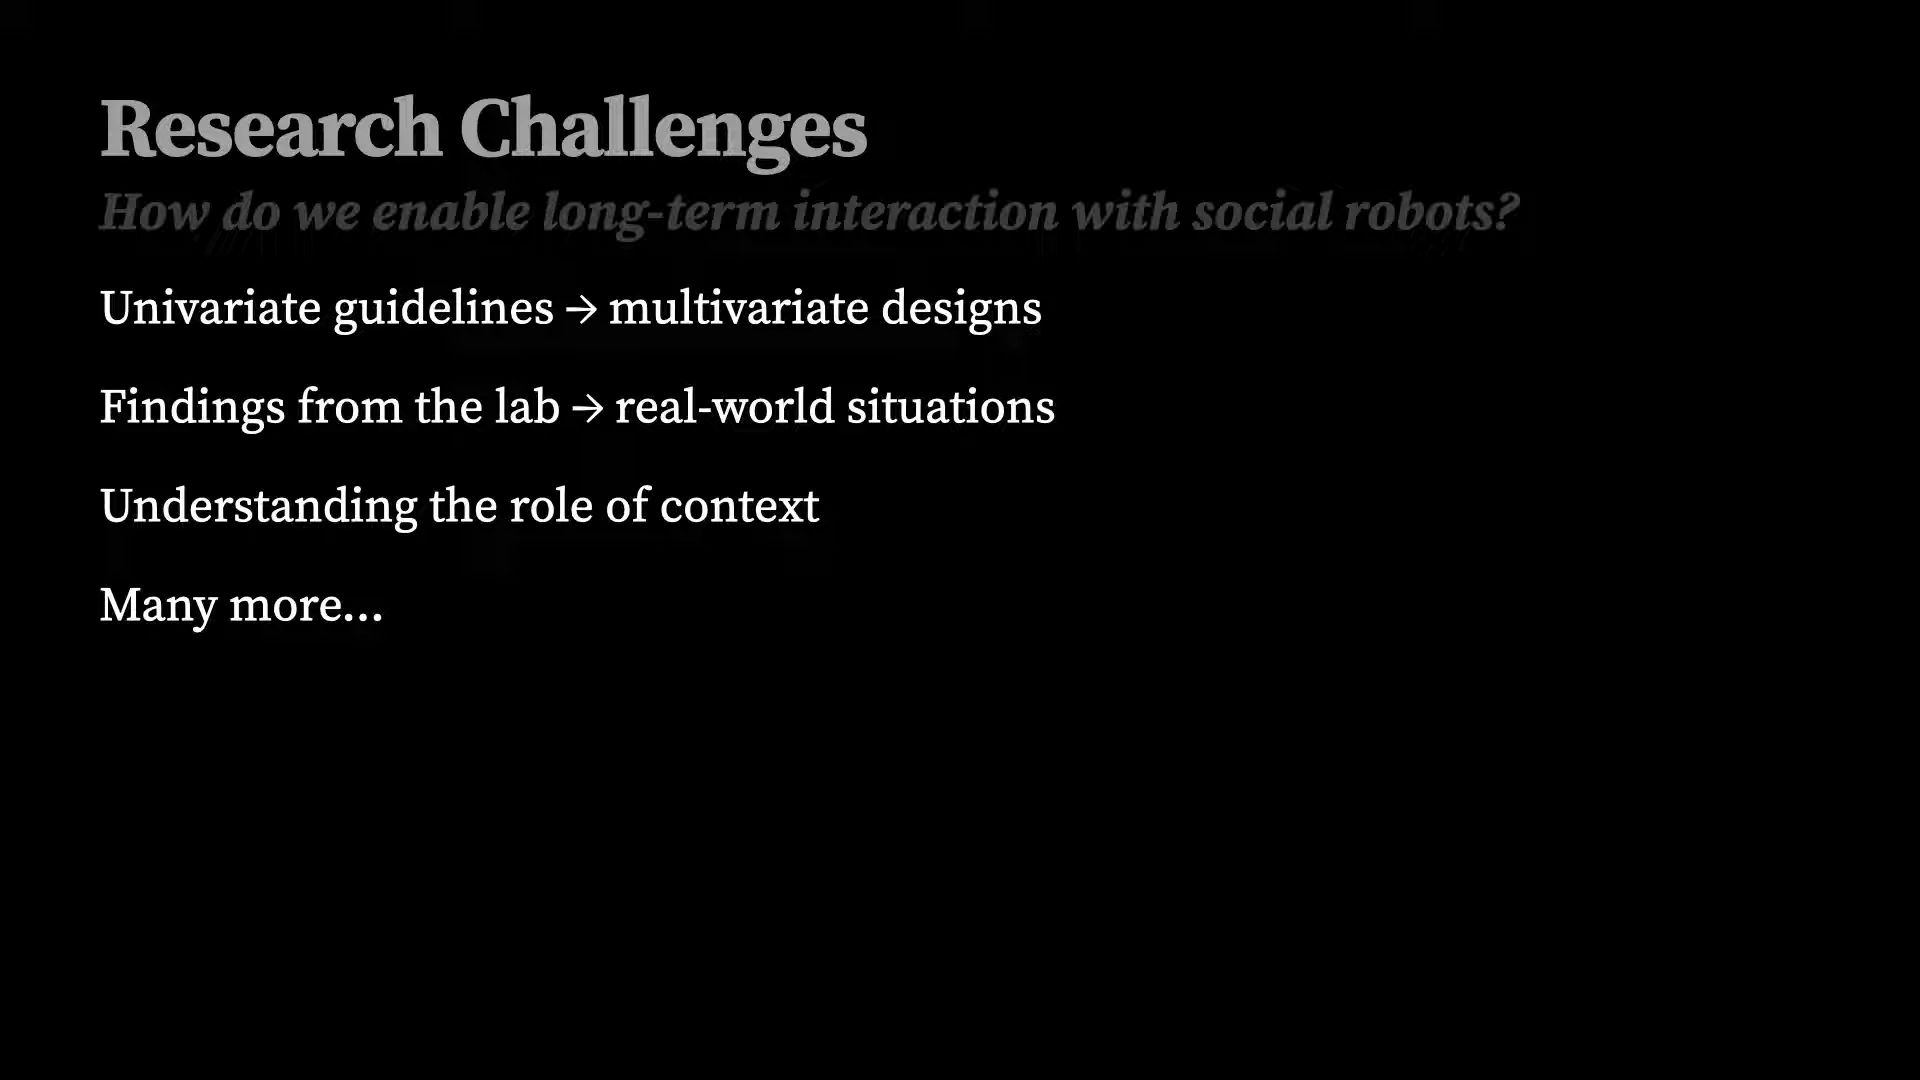 Research Challenges
How do we enable long-term interaction with social robots?
Univariate guidelines → multivariate designs
Findings from the lab → real-world situations
Understanding the role of context
Many more…